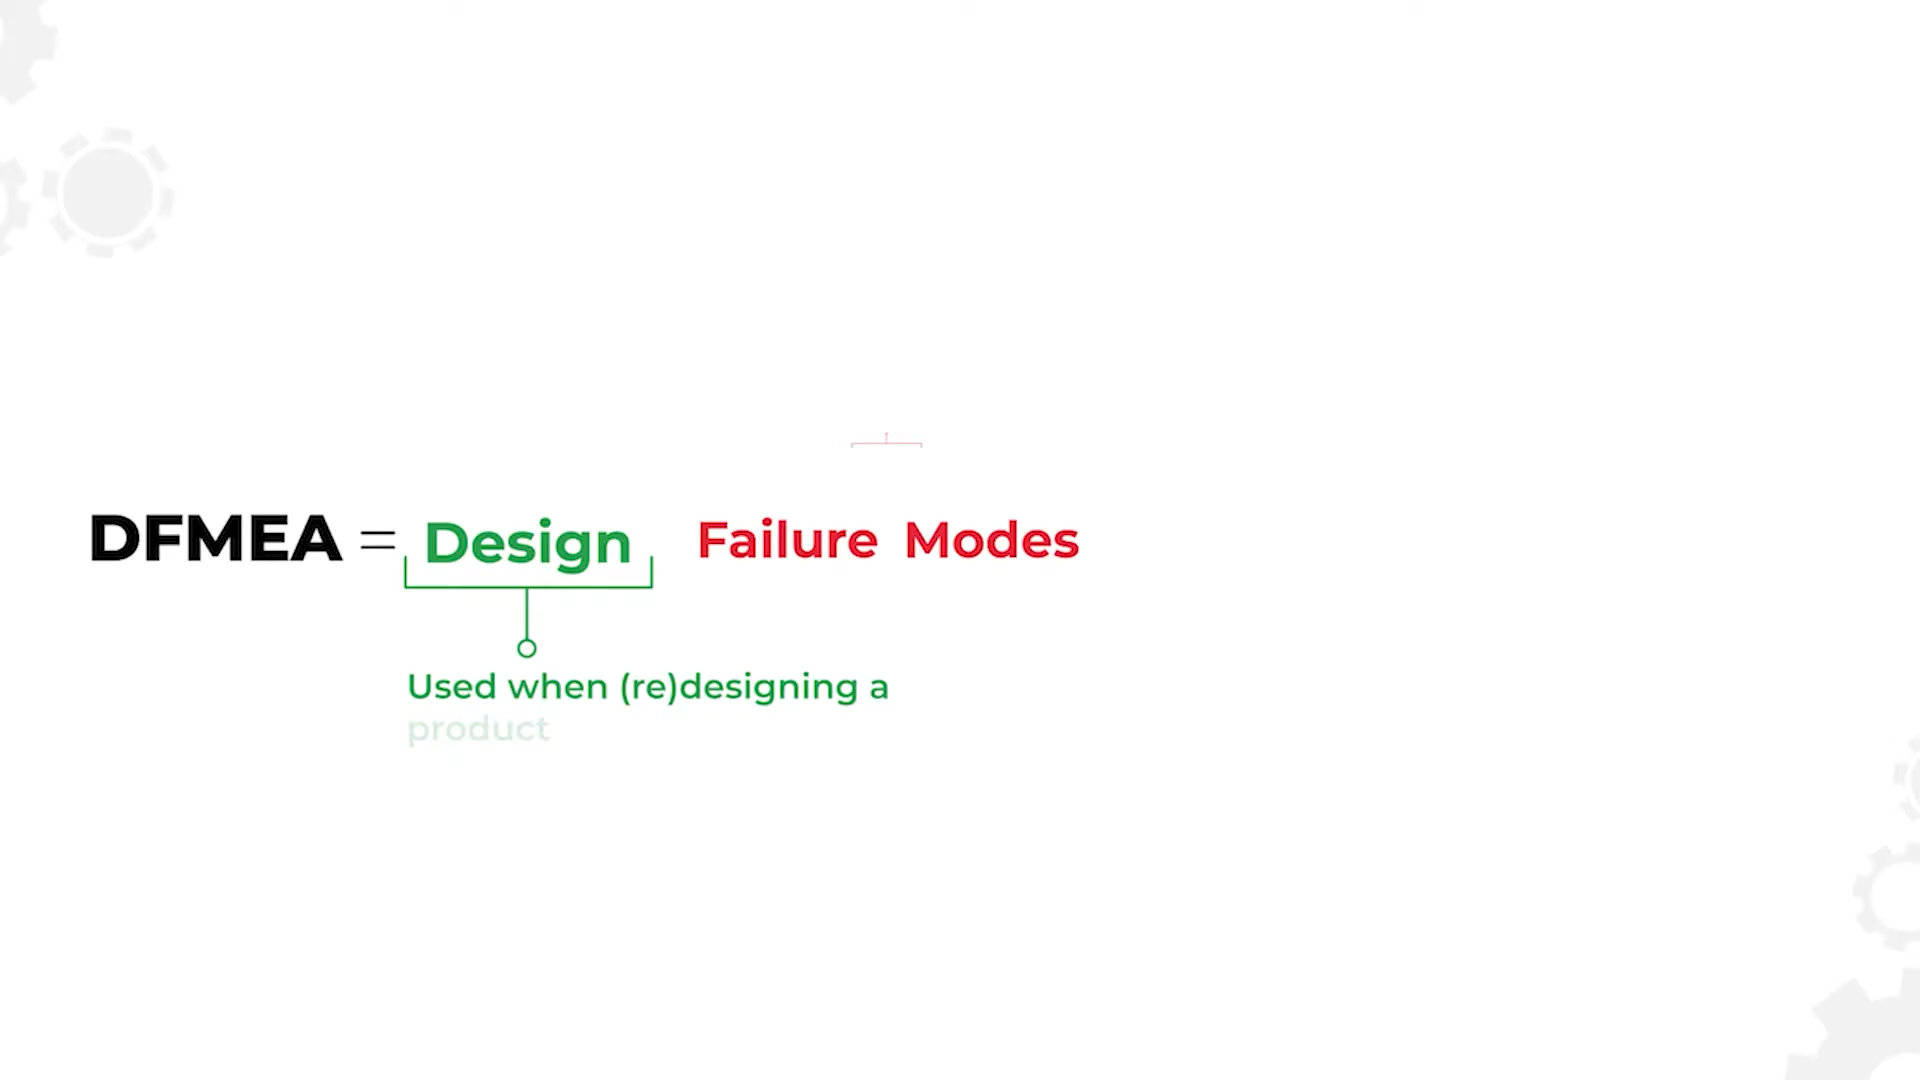 DFMEA = Design Failure Modes
Used when (re)designing a
product